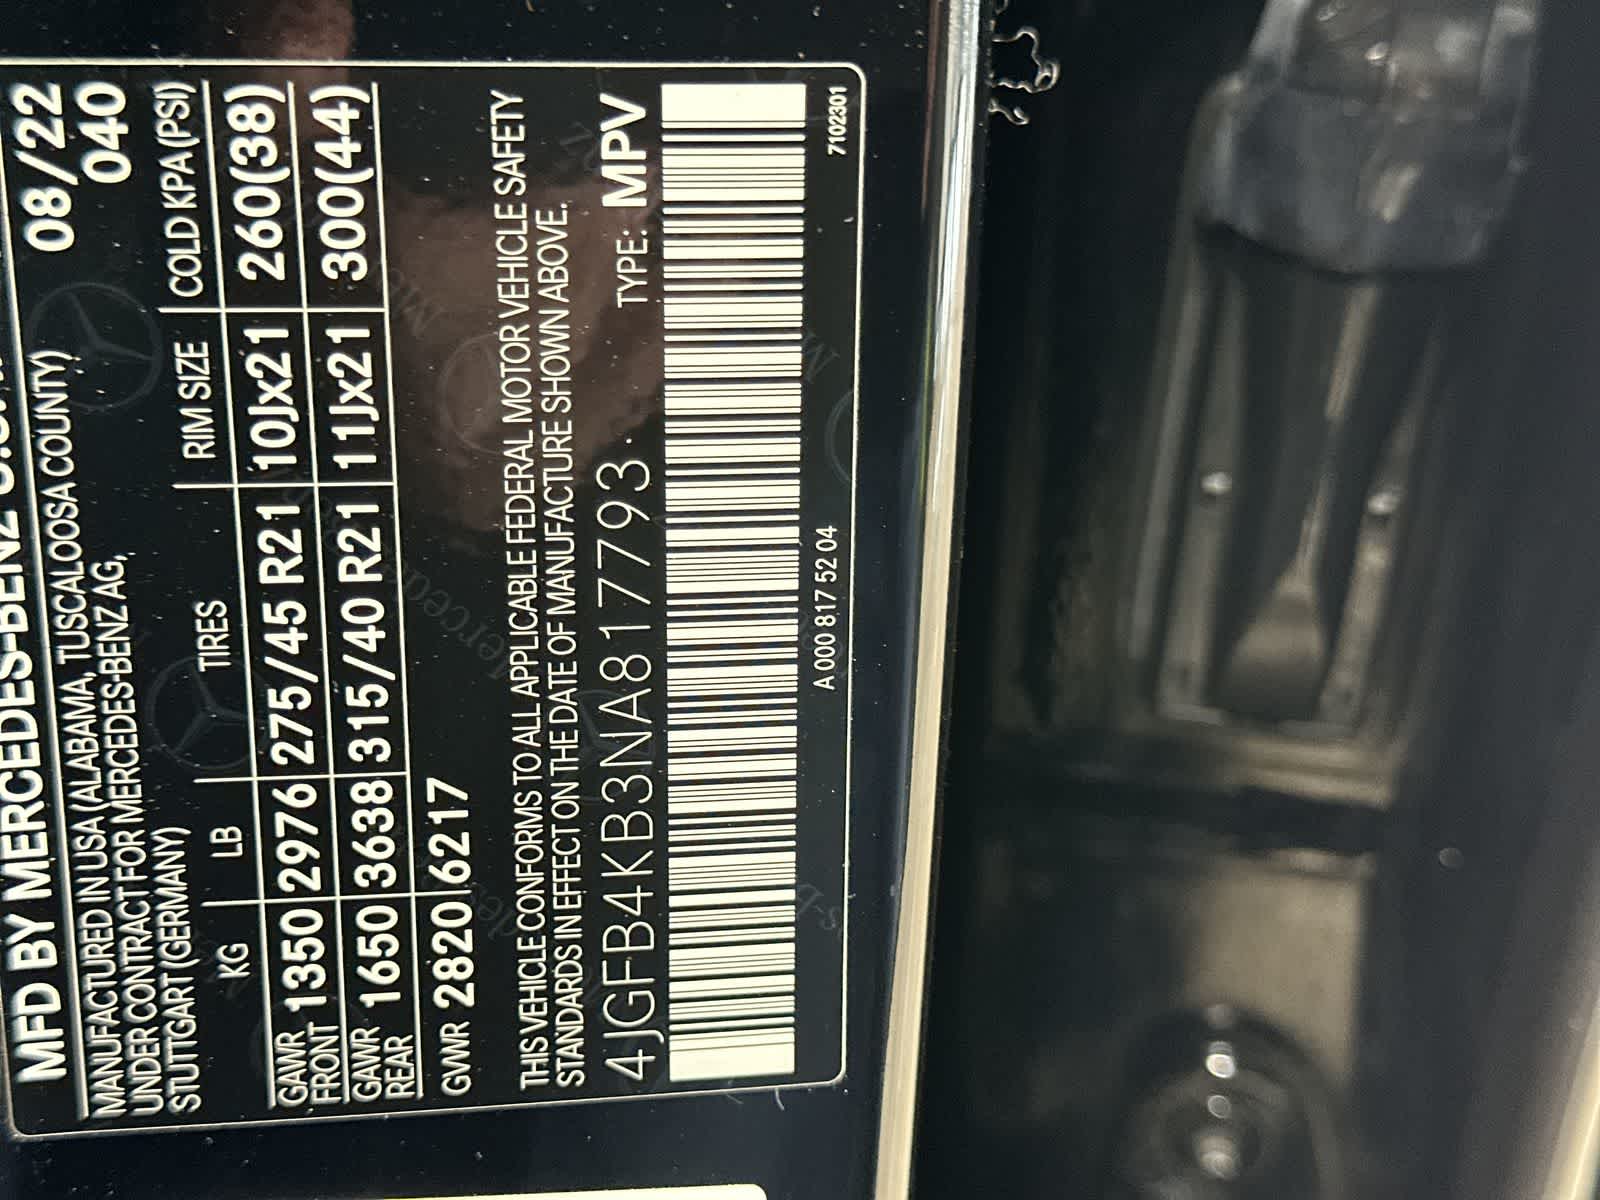 MFD BY MERCEDES-BENZ 08/22
MANUFACTURED IN USA (ALABAMA, TUSCALOOSA COUNTY) 040
UNDER CONTRACT FOR MERCEDES-BENZ AG,
STUTTGART (GERMANY)
KG LB TIRES RIM SIZE COLD KPA (PSI)
GAWR FRONT 1350 2976 275/45 R21 10Jx21 260(38)
GAWR REAR 1650 3638 315/40 R21 11Jx21 300(44)
GVWR 2820 6217
THIS VEHICLE CONFORMS TO ALL APPLICABLE FEDERAL MOTOR VEHICLE SAFETY
STANDARDS IN EFFECT ON THE DATE OF MANUFACTURE SHOWN ABOVE.
4JGFB4KB3NA817793 TYPE: MPV
A 000 817 52 04 7102301